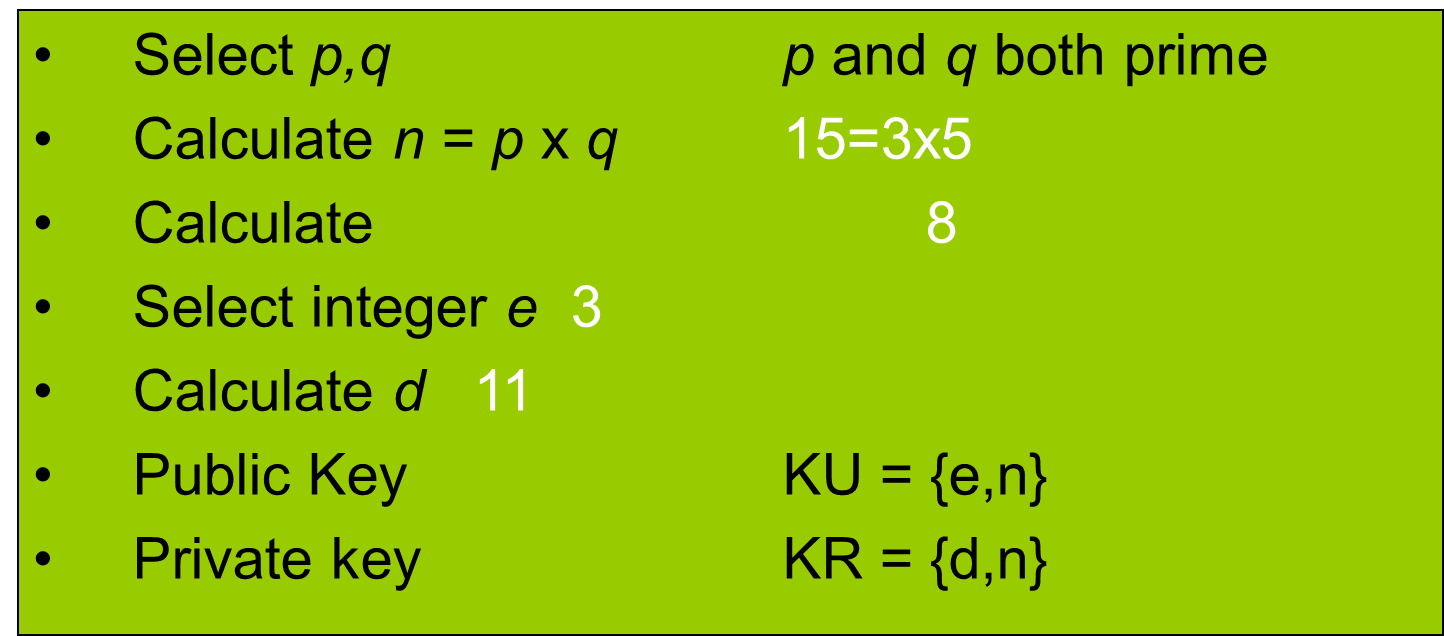 • Select p,q p and q both prime
• Calculate n = p x q 15=3x5
• Calculate 8
• Select integer e 3
• Calculate d 11
• Public Key KU = {e,n}
• Private key KR = {d,n}